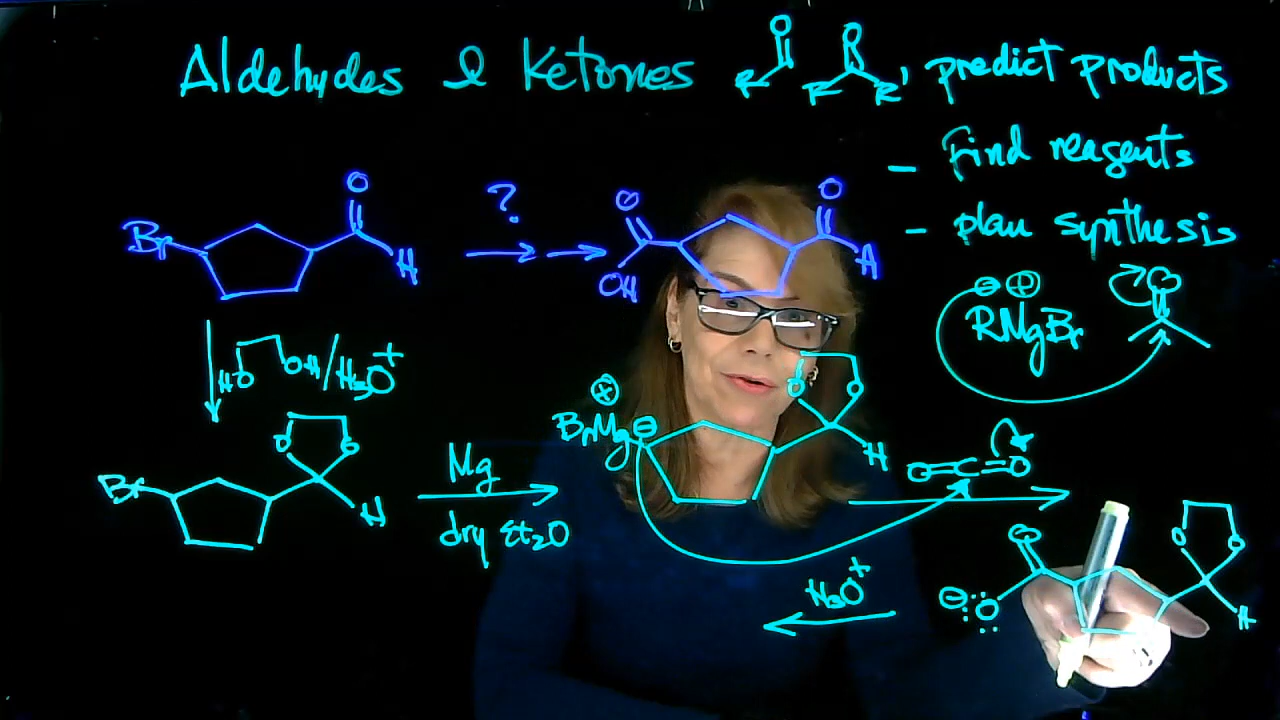 Aldehydes & Ketones O R O R R' predict products
- Find reagents
- plan synthesis
Br O H ? O OH O H
⊖ ⊕ O
RMgBr
HO OH/H₃O⁺
Br O O H
Mg
dry Et₂O
⊕
BrMg ⊖ O O H
O=C=O
H₃O⁺
O ⊖ O O O H